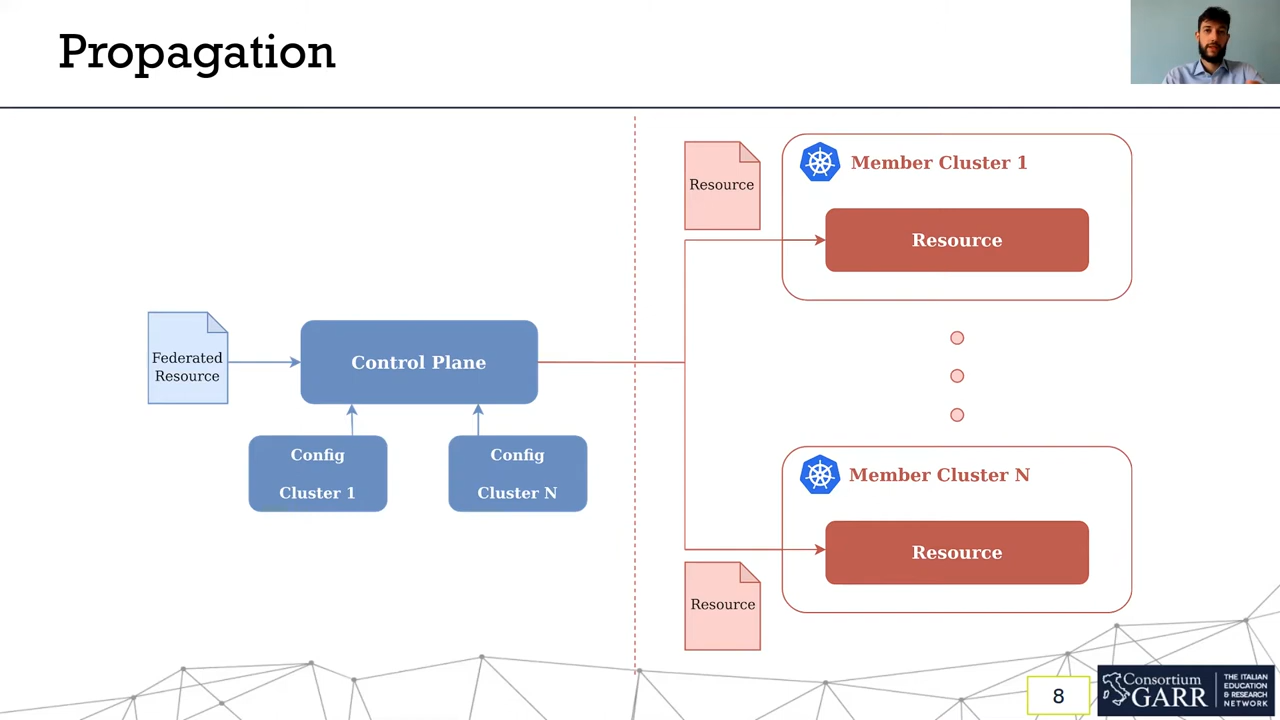 Propagation
Federated
Resource
Control Plane
Config
Cluster 1
Config
Cluster N
Resource
Member Cluster 1
Resource
Member Cluster N
Resource
Resource
8
Consortium
GARR
THE ITALIAN
EDUCATION
& RESEARCH
NETWORK